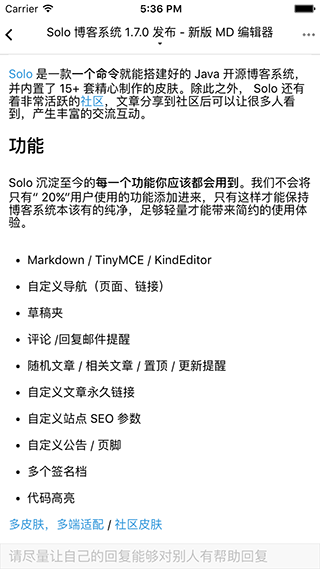 Carrier 5:36 PM
Solo 博客系统 1.7.0 发布 - 新版 MD 编辑器
Solo 是一款一个命令就能搭建好的 Java 开源博客系统，
并内置了 15+ 套精心制作的皮肤。除此之外， Solo 还有
着非常活跃的社区，文章分享到社区后可以让很多人看
到，产生丰富的交流互动。
功能
Solo 沉淀至今的每一个功能你应该都会用到。我们不会将
只有“ 20%”用户使用的功能添加进来，只有这样才能保持
博客系统本该有的纯净，足够轻量才能带来简约的使用体
验。
• Markdown / TinyMCE / KindEditor
• 自定义导航（页面、链接）
• 草稿夹
• 评论 /回复邮件提醒
• 随机文章 / 相关文章 / 置顶 / 更新提醒
• 自定义文章永久链接
• 自定义站点 SEO 参数
• 自定义公告 / 页脚
• 多个签名档
• 代码高亮
多皮肤，多端适配 / 社区皮肤
请尽量让自己的回复能够对别人有帮助回复